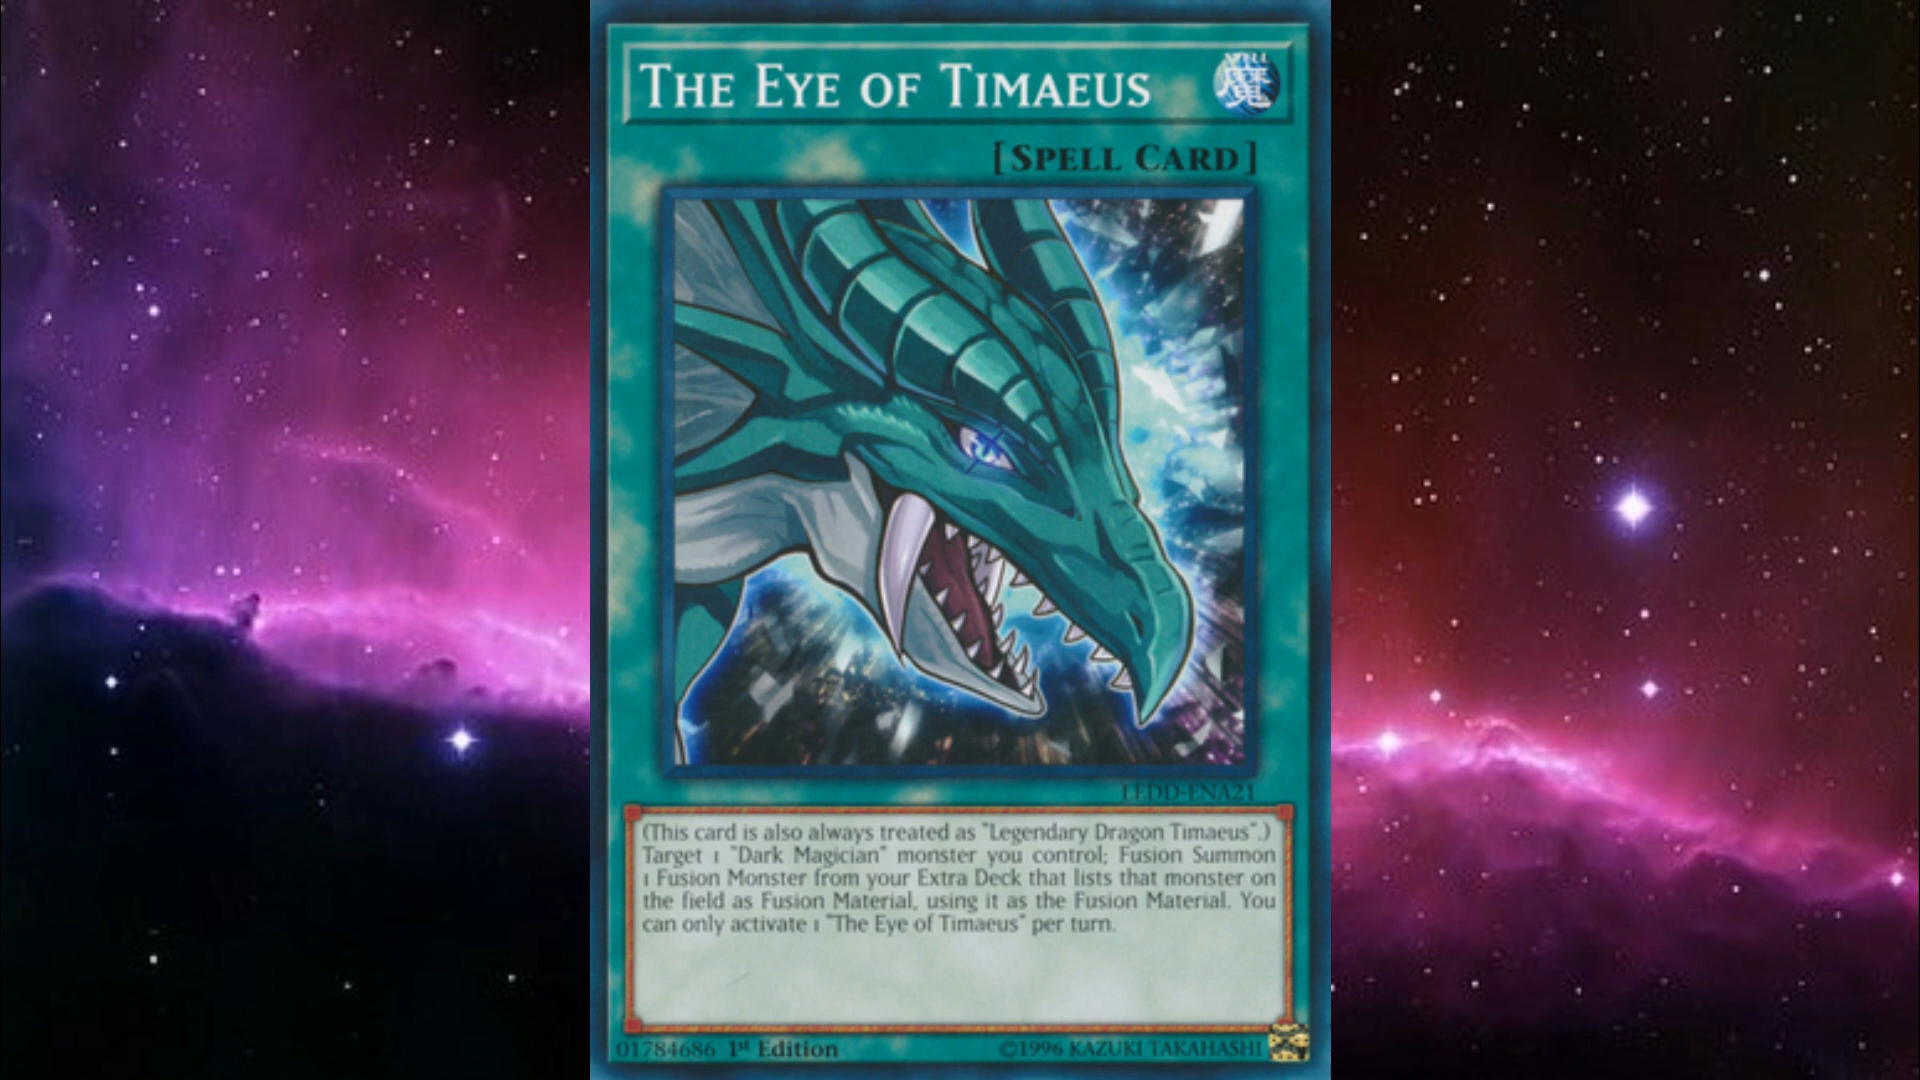 THE EYE OF TIMAEUS
魔
[SPELL CARD]
LEDD-ENA21
(This card is also always treated as "Legendary Dragon Timaeus".)
Target 1 "Dark Magician" monster you control; Fusion Summon
1 Fusion Monster from your Extra Deck that lists that monster on
the field as Fusion Material, using it as the Fusion Material. You
can only activate 1 "The Eye of Timaeus" per turn.
01784686 1st Edition ©1996 KAZUKI TAKAHASHI